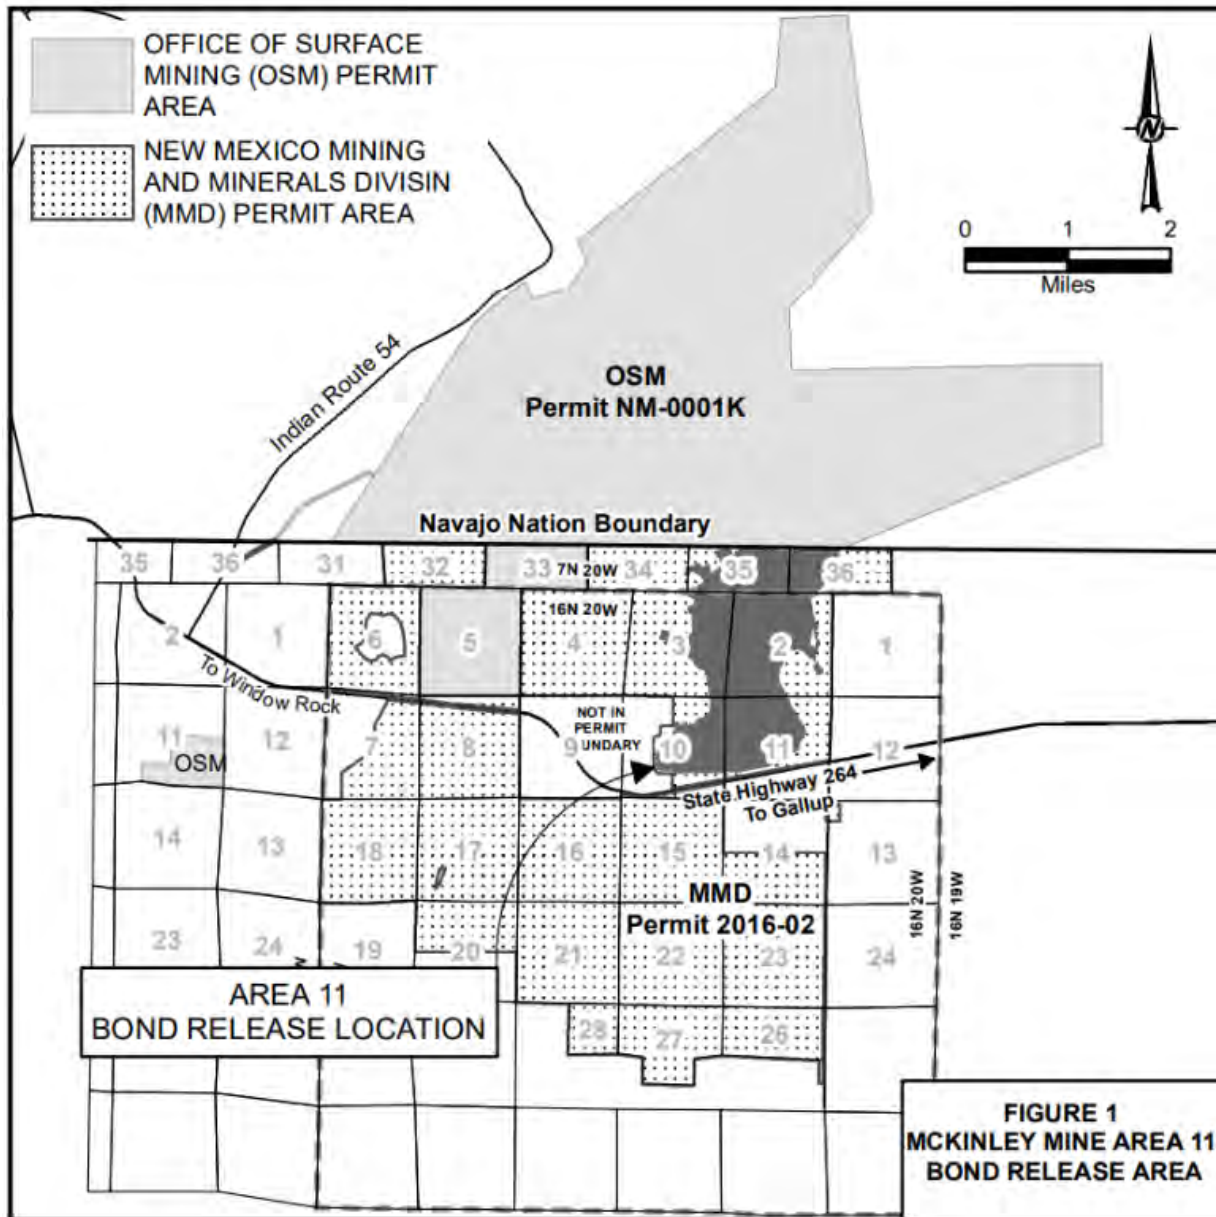 OFFICE OF SURFACE
MINING (OSM) PERMIT
AREA
NEW MEXICO MINING
AND MINERALS DIVISIN
(MMD) PERMIT AREA
N
0 1 2
Miles
Indian Route 54
OSM
Permit NM-0001K
Navajo Nation Boundary
35 36 31 32 33 7N 20W 34 35 36
16N 20W
2 1 6 5 4 3 2 1
To Window Rock
NOT IN
PERMIT
UNDARY
11 12 7 8 9 10 11 12
OSM
State Highway 264
To Gallup
14 13 18 17 16 15 14 13
MMD
Permit 2016-02
16N 20W
16N 19W
23 24 19 20 21 22 23 24
W
AREA 11
BOND RELEASE LOCATION
28 27 26
FIGURE 1
MCKINLEY MINE AREA 11
BOND RELEASE AREA